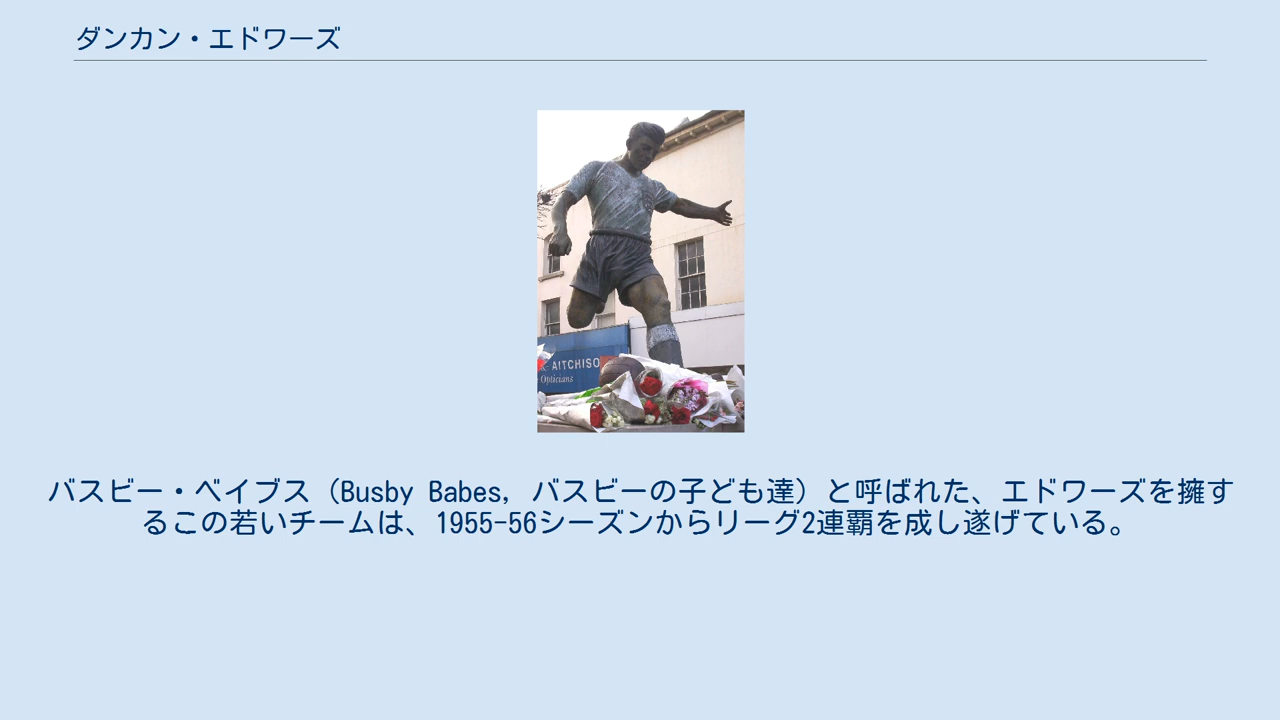 ダンカン・エドワーズ
AITCHISO
Opticians
バスビー・ベイブス（Busby Babes, バスビーの子ども達）と呼ばれた、エドワーズを擁す
るこの若いチームは、1955-56シーズンからリーグ2連覇を成し遂げている。